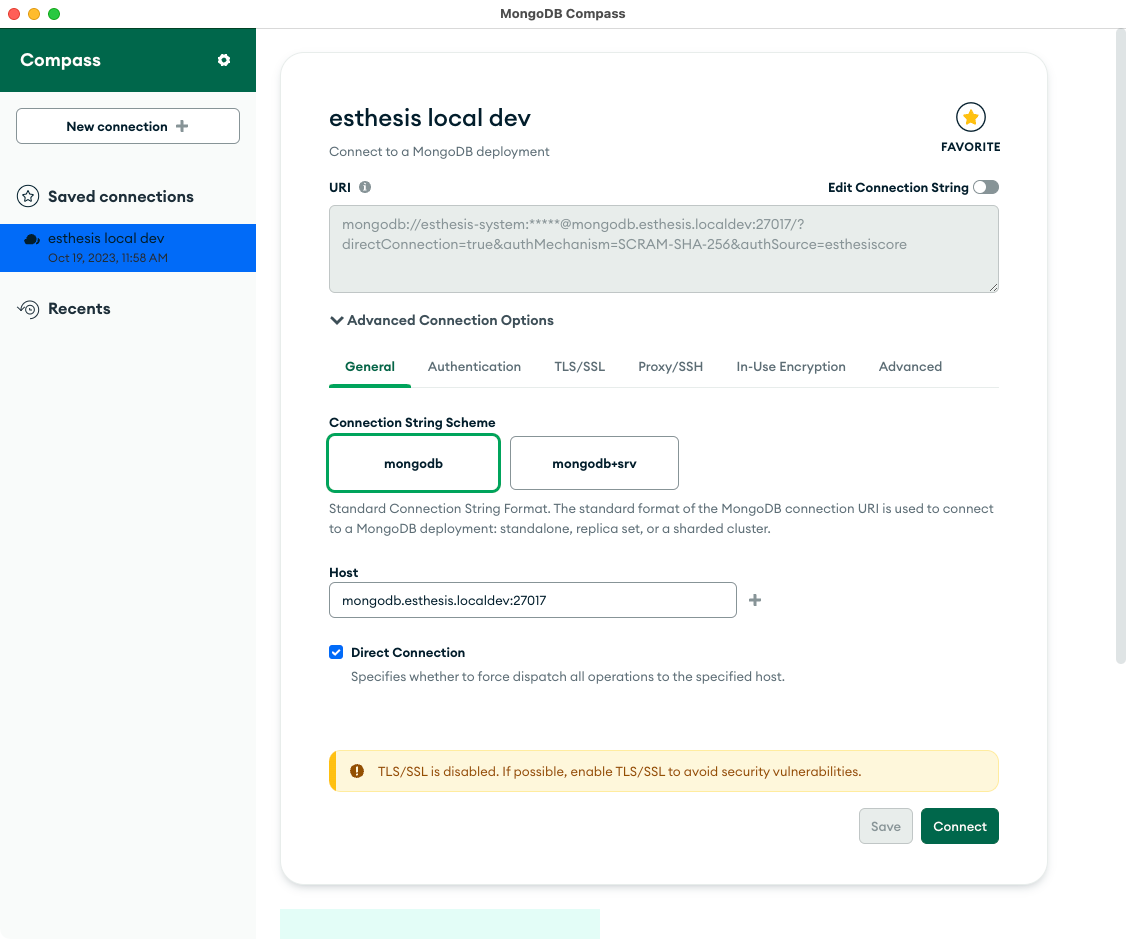 MongoDB Compass
Compass
New connection
Saved connections
esthesis local dev
Oct 19, 2023, 11:58 AM
Recents
esthesis local dev
Connect to a MongoDB deployment
FAVORITE
URI
Edit Connection String
mongodb://esthesis-system:*****@mongodb.esthesis.localdev:27017/?
directConnection=true&authMechanism=SCRAM-SHA-256&authSource=esthesiscore
Advanced Connection Options
General Authentication TLS/SSL Proxy/SSH In-Use Encryption Advanced
Connection String Scheme
mongodb mongodb+srv
Standard Connection String Format. The standard format of the MongoDB connection URI is used to connect
to a MongoDB deployment: standalone, replica set, or a sharded cluster.
Host
mongodb.esthesis.localdev:27017
Direct Connection
Specifies whether to force dispatch all operations to the specified host.
TLS/SSL is disabled. If possible, enable TLS/SSL to avoid security vulnerabilities.
Save Connect